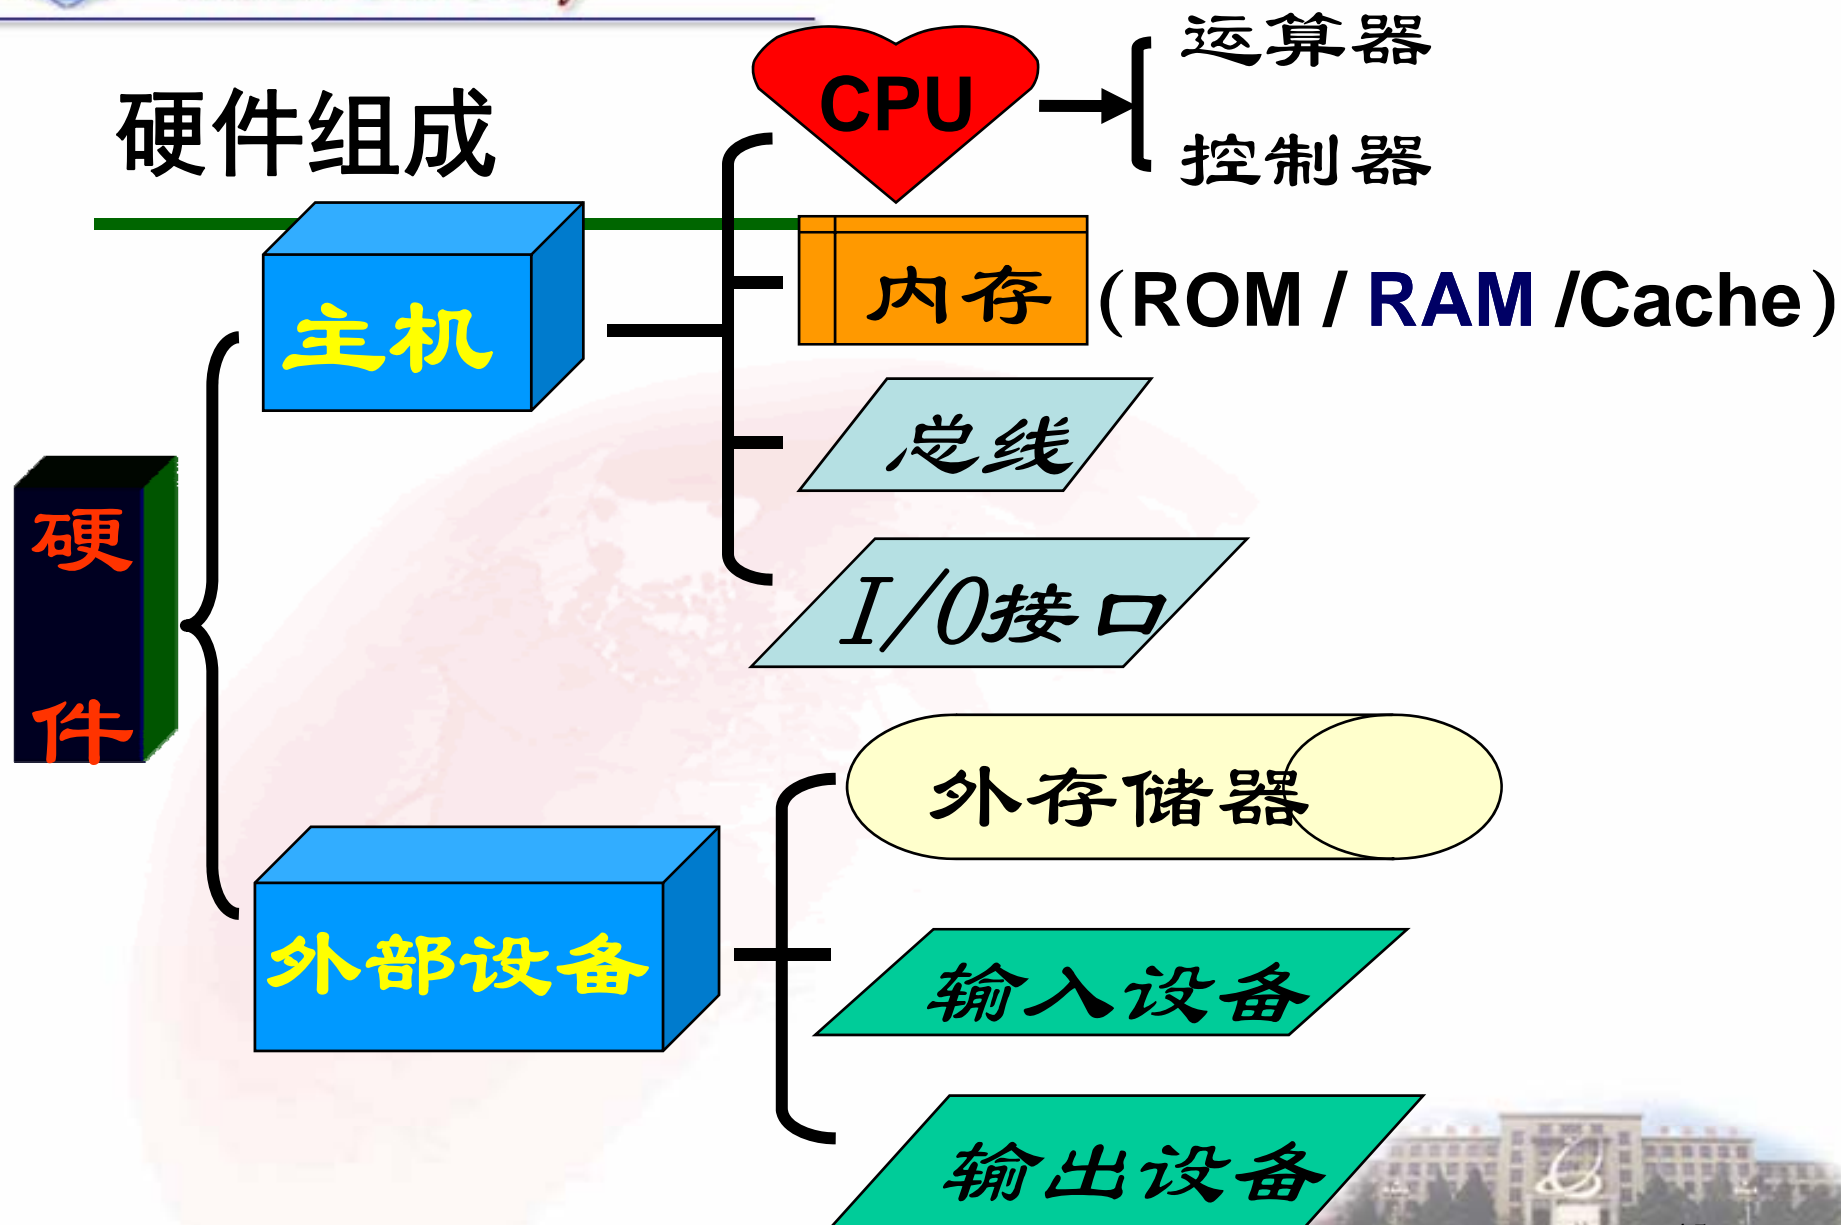 硬件组成
CPU
运算器
控制器
主机
内存
(ROM / RAM /Cache)
总线
I/O接口
硬件
外部设备
外存储器
输入设备
输出设备